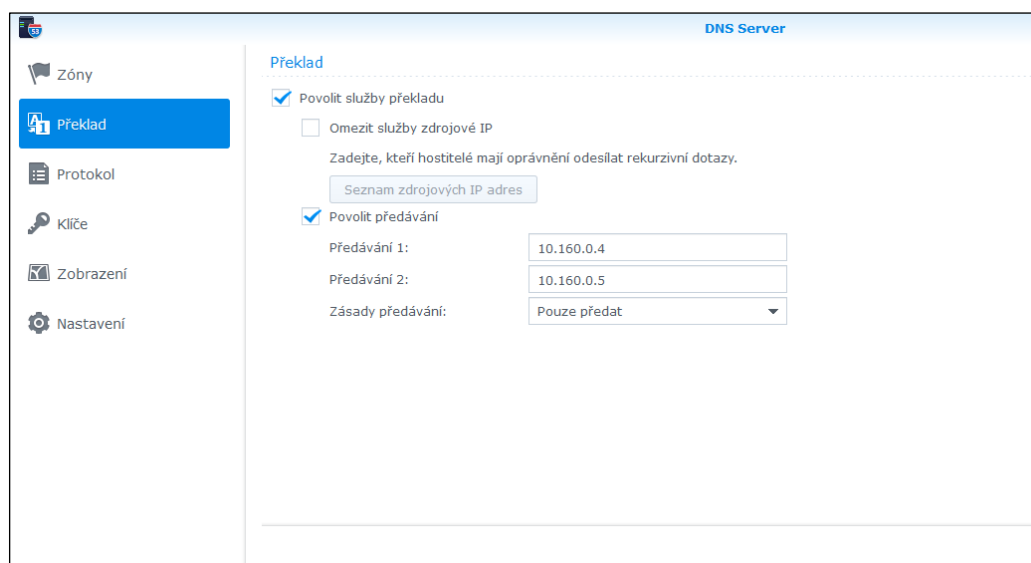 53
DNS Server
Zóny
Překlad
Protokol
Klíče
Zobrazení
Nastavení
Překlad
Povolit služby překladu
Omezit služby zdrojové IP
Zadejte, kteří hostitelé mají oprávnění odesílat rekurzivní dotazy.
Seznam zdrojových IP adres
Povolit předávání
Předávání 1: 10.160.0.4
Předávání 2: 10.160.0.5
Zásady předávání: Pouze předat